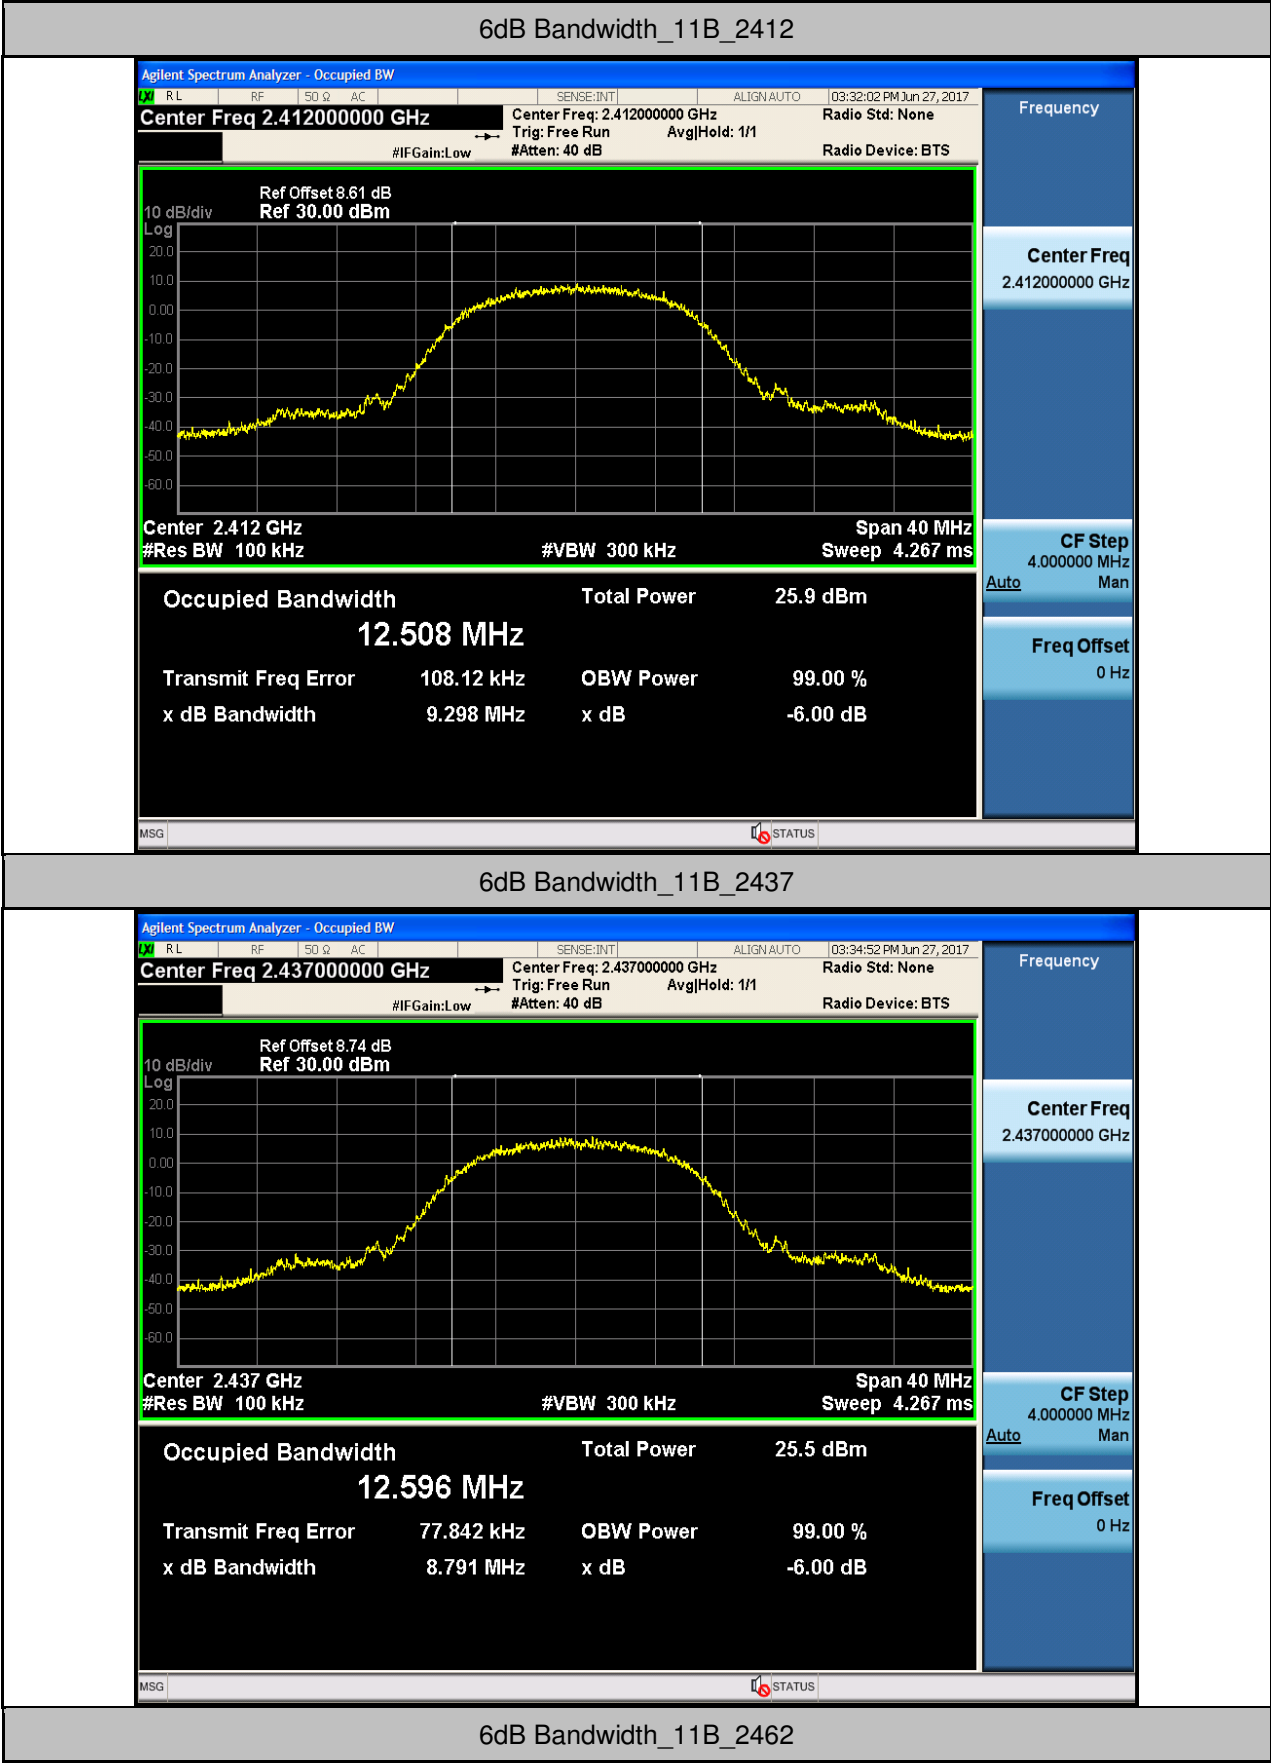 6dB Bandwidth_11B_2412
Agilent Spectrum Analyzer - Occupied BW
LXI RL RF 50 Ω AC SENSE:INT ALIGN AUTO 03:32:02 PM Jun 27, 2017
Center Freq 2.412000000 GHz
Center Freq: 2.412000000 GHz Radio Std: None
Trig: Free Run Avg|Hold: 1/1
#IFGain:Low #Atten: 40 dB Radio Device: BTS
Frequency
Ref Offset 8.61 dB
10 dB/div Ref 30.00 dBm
Log
20.0
10.0
0.00
-10.0
-20.0
-30.0
-40.0
-50.0
-60.0
Center 2.412 GHz Span 40 MHz
#Res BW 100 kHz #VBW 300 kHz Sweep 4.267 ms
Center Freq
2.412000000 GHz
CF Step
4.000000 MHz
Auto Man
Freq Offset
0 Hz
Occupied Bandwidth Total Power 25.9 dBm
12.508 MHz
Transmit Freq Error 108.12 kHz OBW Power 99.00 %
x dB Bandwidth 9.298 MHz x dB -6.00 dB
MSG STATUS
6dB Bandwidth_11B_2437
Agilent Spectrum Analyzer - Occupied BW
LXI RL RF 50 Ω AC SENSE:INT ALIGN AUTO 03:34:52 PM Jun 27, 2017
Center Freq 2.437000000 GHz
Center Freq: 2.437000000 GHz Radio Std: None
Trig: Free Run Avg|Hold: 1/1
#IFGain:Low #Atten: 40 dB Radio Device: BTS
Frequency
Ref Offset 8.74 dB
10 dB/div Ref 30.00 dBm
Log
20.0
10.0
0.00
-10.0
-20.0
-30.0
-40.0
-50.0
-60.0
Center 2.437 GHz Span 40 MHz
#Res BW 100 kHz #VBW 300 kHz Sweep 4.267 ms
Center Freq
2.437000000 GHz
CF Step
4.000000 MHz
Auto Man
Freq Offset
0 Hz
Occupied Bandwidth Total Power 25.5 dBm
12.596 MHz
Transmit Freq Error 77.842 kHz OBW Power 99.00 %
x dB Bandwidth 8.791 MHz x dB -6.00 dB
MSG STATUS
6dB Bandwidth_11B_2462